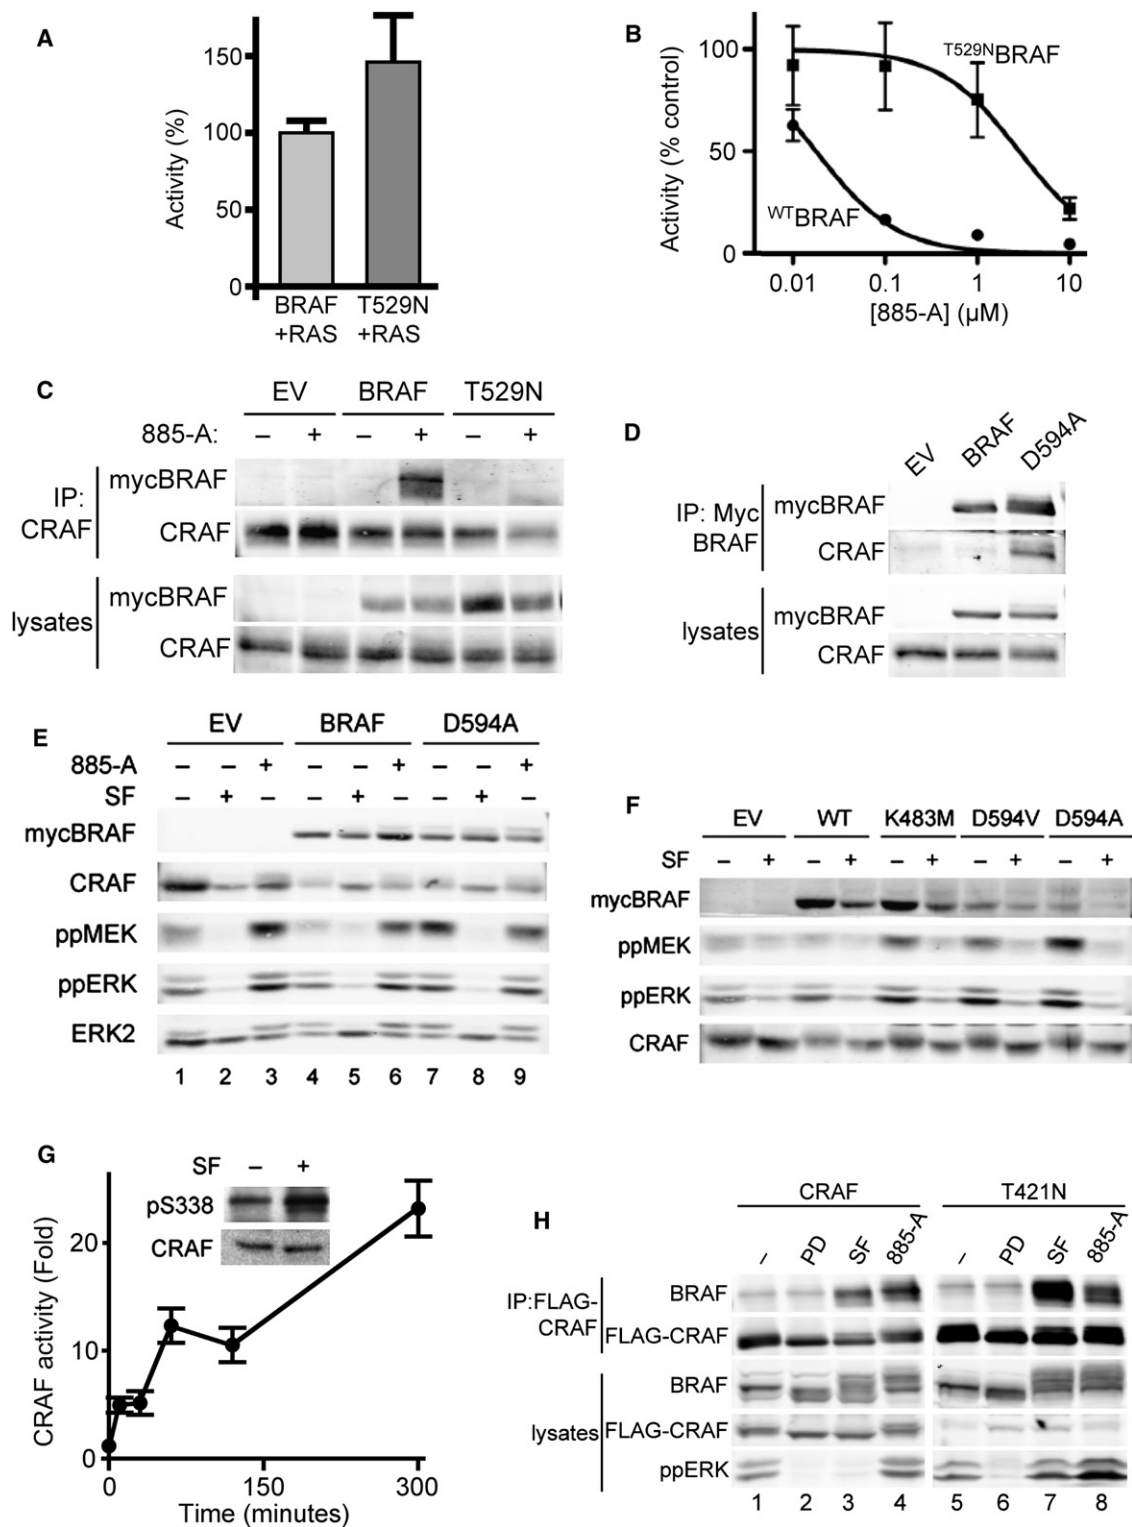 A
Activity (%)
150
100
50
0
BRAF +RAS
T529N +RAS
B
Activity (% control)
100
50
0
T529NBRAF
WTBRAF
0.01 0.1 1 10
[885-A] (µM)
C
EV BRAF T529N
885-A: – + – + – +
IP: CRAF
mycBRAF
CRAF
lysates
mycBRAF
CRAF
D
EV BRAF D594A
IP: Myc BRAF
mycBRAF
CRAF
lysates
mycBRAF
CRAF
E
EV BRAF D594A
885-A – – + – – + – – +
SF – + – – + – – + –
mycBRAF
CRAF
ppMEK
ppERK
ERK2
1 2 3 4 5 6 7 8 9
F
EV WT K483M D594V D594A
SF – + – + – + – + – +
mycBRAF
ppMEK
ppERK
CRAF
G
SF – +
pS338
CRAF
CRAF activity (Fold)
20
10
0
0 150 300
Time (minutes)
H
CRAF T421N
– PD SF 885-A – PD SF 885-A
IP:FLAG-CRAF
BRAF
FLAG-CRAF
lysates
BRAF
FLAG-CRAF
ppERK
1 2 3 4 5 6 7 8